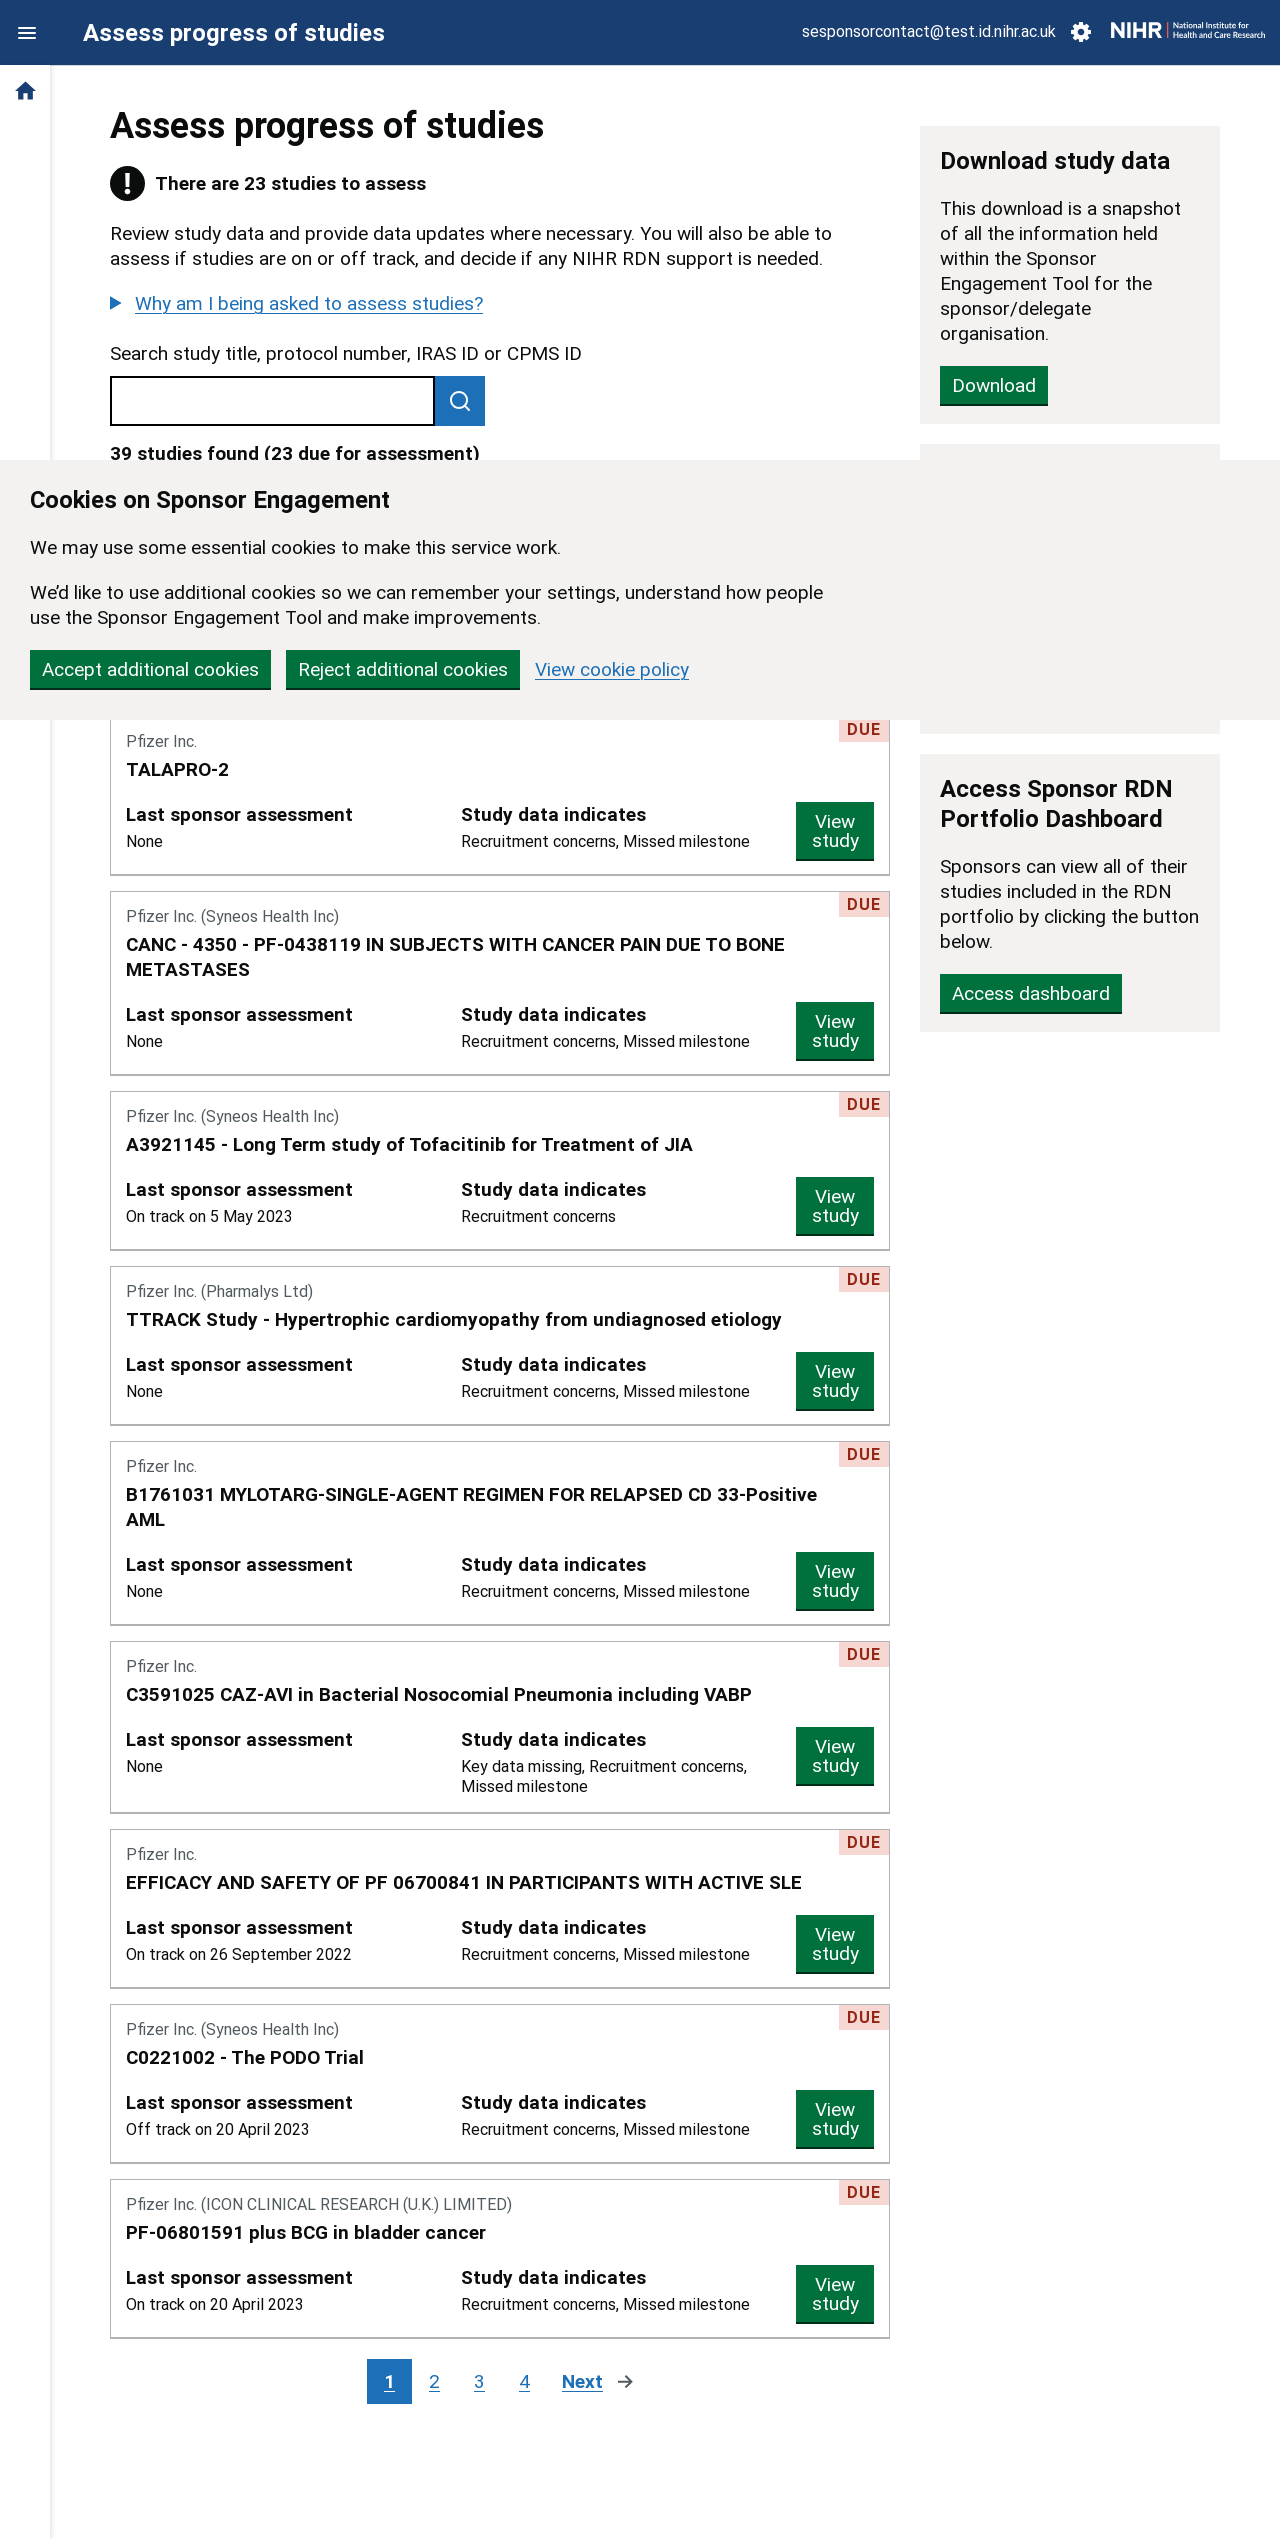 Assess progress of studies
sesponsorcontact@test.id.nihr.ac.uk
NIHR National Institute for
Health and Care Research
Assess progress of studies
There are 23 studies to assess
Review study data and provide data updates where necessary. You will also be able to
assess if studies are on or off track, and decide if any NIHR RDN support is needed.
Why am I being asked to assess studies?
Search study title, protocol number, IRAS ID or CPMS ID
39 studies found (23 due for assessment)
Download study data
This download is a snapshot
of all the information held
within the Sponsor
Engagement Tool for the
sponsor/delegate
organisation.
Download
Cookies on Sponsor Engagement
We may use some essential cookies to make this service work.
We’d like to use additional cookies so we can remember your settings, understand how people
use the Sponsor Engagement Tool and make improvements.
Accept additional cookies
Reject additional cookies
View cookie policy
DUE
Pfizer Inc.
TALAPRO-2
Last sponsor assessment
None
Study data indicates
Recruitment concerns, Missed milestone
View
study
Access Sponsor RDN
Portfolio Dashboard
Sponsors can view all of their
studies included in the RDN
portfolio by clicking the button
below.
Access dashboard
DUE
Pfizer Inc. (Syneos Health Inc)
CANC - 4350 - PF-0438119 IN SUBJECTS WITH CANCER PAIN DUE TO BONE
METASTASES
Last sponsor assessment
None
Study data indicates
Recruitment concerns, Missed milestone
View
study
DUE
Pfizer Inc. (Syneos Health Inc)
A3921145 - Long Term study of Tofacitinib for Treatment of JIA
Last sponsor assessment
On track on 5 May 2023
Study data indicates
Recruitment concerns
View
study
DUE
Pfizer Inc. (Pharmalys Ltd)
TTRACK Study - Hypertrophic cardiomyopathy from undiagnosed etiology
Last sponsor assessment
None
Study data indicates
Recruitment concerns, Missed milestone
View
study
DUE
Pfizer Inc.
B1761031 MYLOTARG-SINGLE-AGENT REGIMEN FOR RELAPSED CD 33-Positive
AML
Last sponsor assessment
None
Study data indicates
Recruitment concerns, Missed milestone
View
study
DUE
Pfizer Inc.
C3591025 CAZ-AVI in Bacterial Nosocomial Pneumonia including VABP
Last sponsor assessment
None
Study data indicates
Key data missing, Recruitment concerns,
Missed milestone
View
study
DUE
Pfizer Inc.
EFFICACY AND SAFETY OF PF 06700841 IN PARTICIPANTS WITH ACTIVE SLE
Last sponsor assessment
On track on 26 September 2022
Study data indicates
Recruitment concerns, Missed milestone
View
study
DUE
Pfizer Inc. (Syneos Health Inc)
C0221002 - The PODO Trial
Last sponsor assessment
Off track on 20 April 2023
Study data indicates
Recruitment concerns, Missed milestone
View
study
DUE
Pfizer Inc. (ICON CLINICAL RESEARCH (U.K.) LIMITED)
PF-06801591 plus BCG in bladder cancer
Last sponsor assessment
On track on 20 April 2023
Study data indicates
Recruitment concerns, Missed milestone
View
study
1 2 3 4 Next →